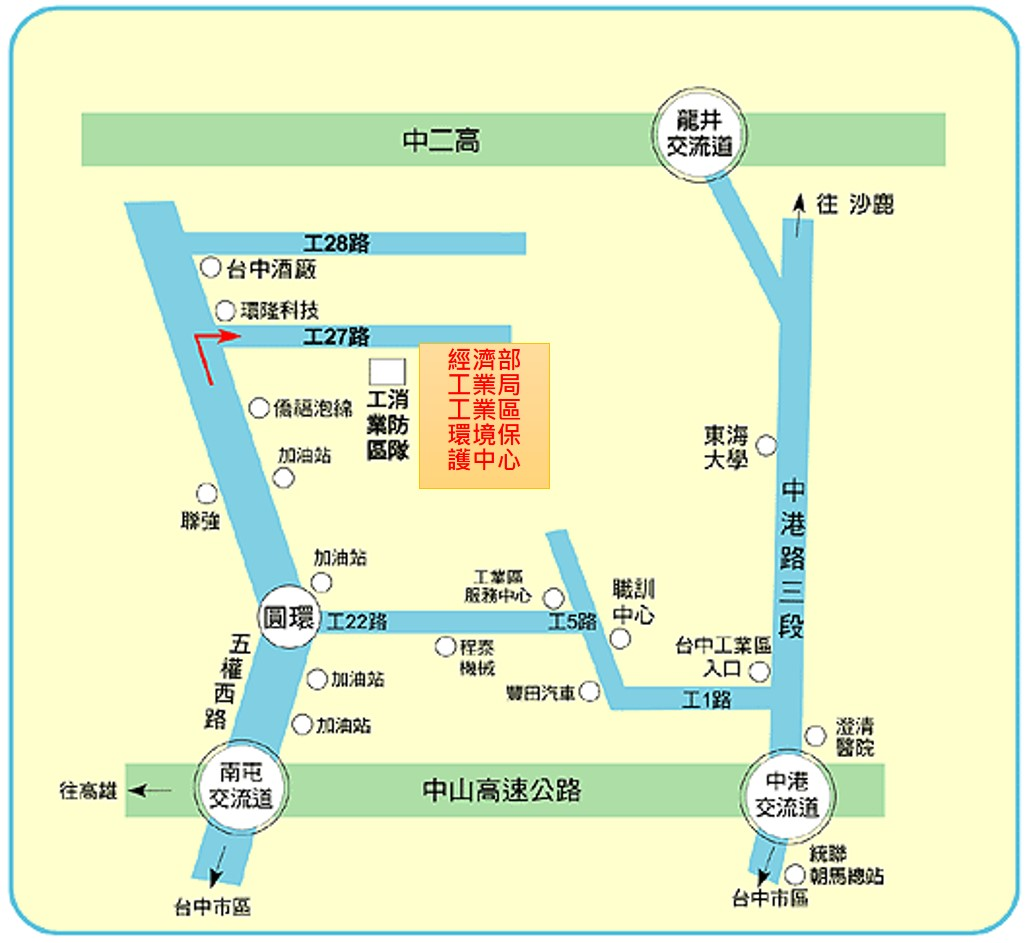 龍井
交流道
中二高
往 沙鹿
工28路
台中酒廠
環隆科技
工27路
經濟部
工業局
工業區
環境保
護中心
工消
業防
區隊
僑福泡綿
加油站
聯強
東海
大學
中港路三段
加油站
工業區
服務中心
職訓
中心
圓環
工22路
工5路
五權西路
程泰
機械
台中工業區
入口
加油站
豐田汽車
工1路
加油站
澄清
醫院
南屯
交流道
往高鐵
中山高速公路
中港
交流道
統聯
朝馬總站
台中市區
台中市區